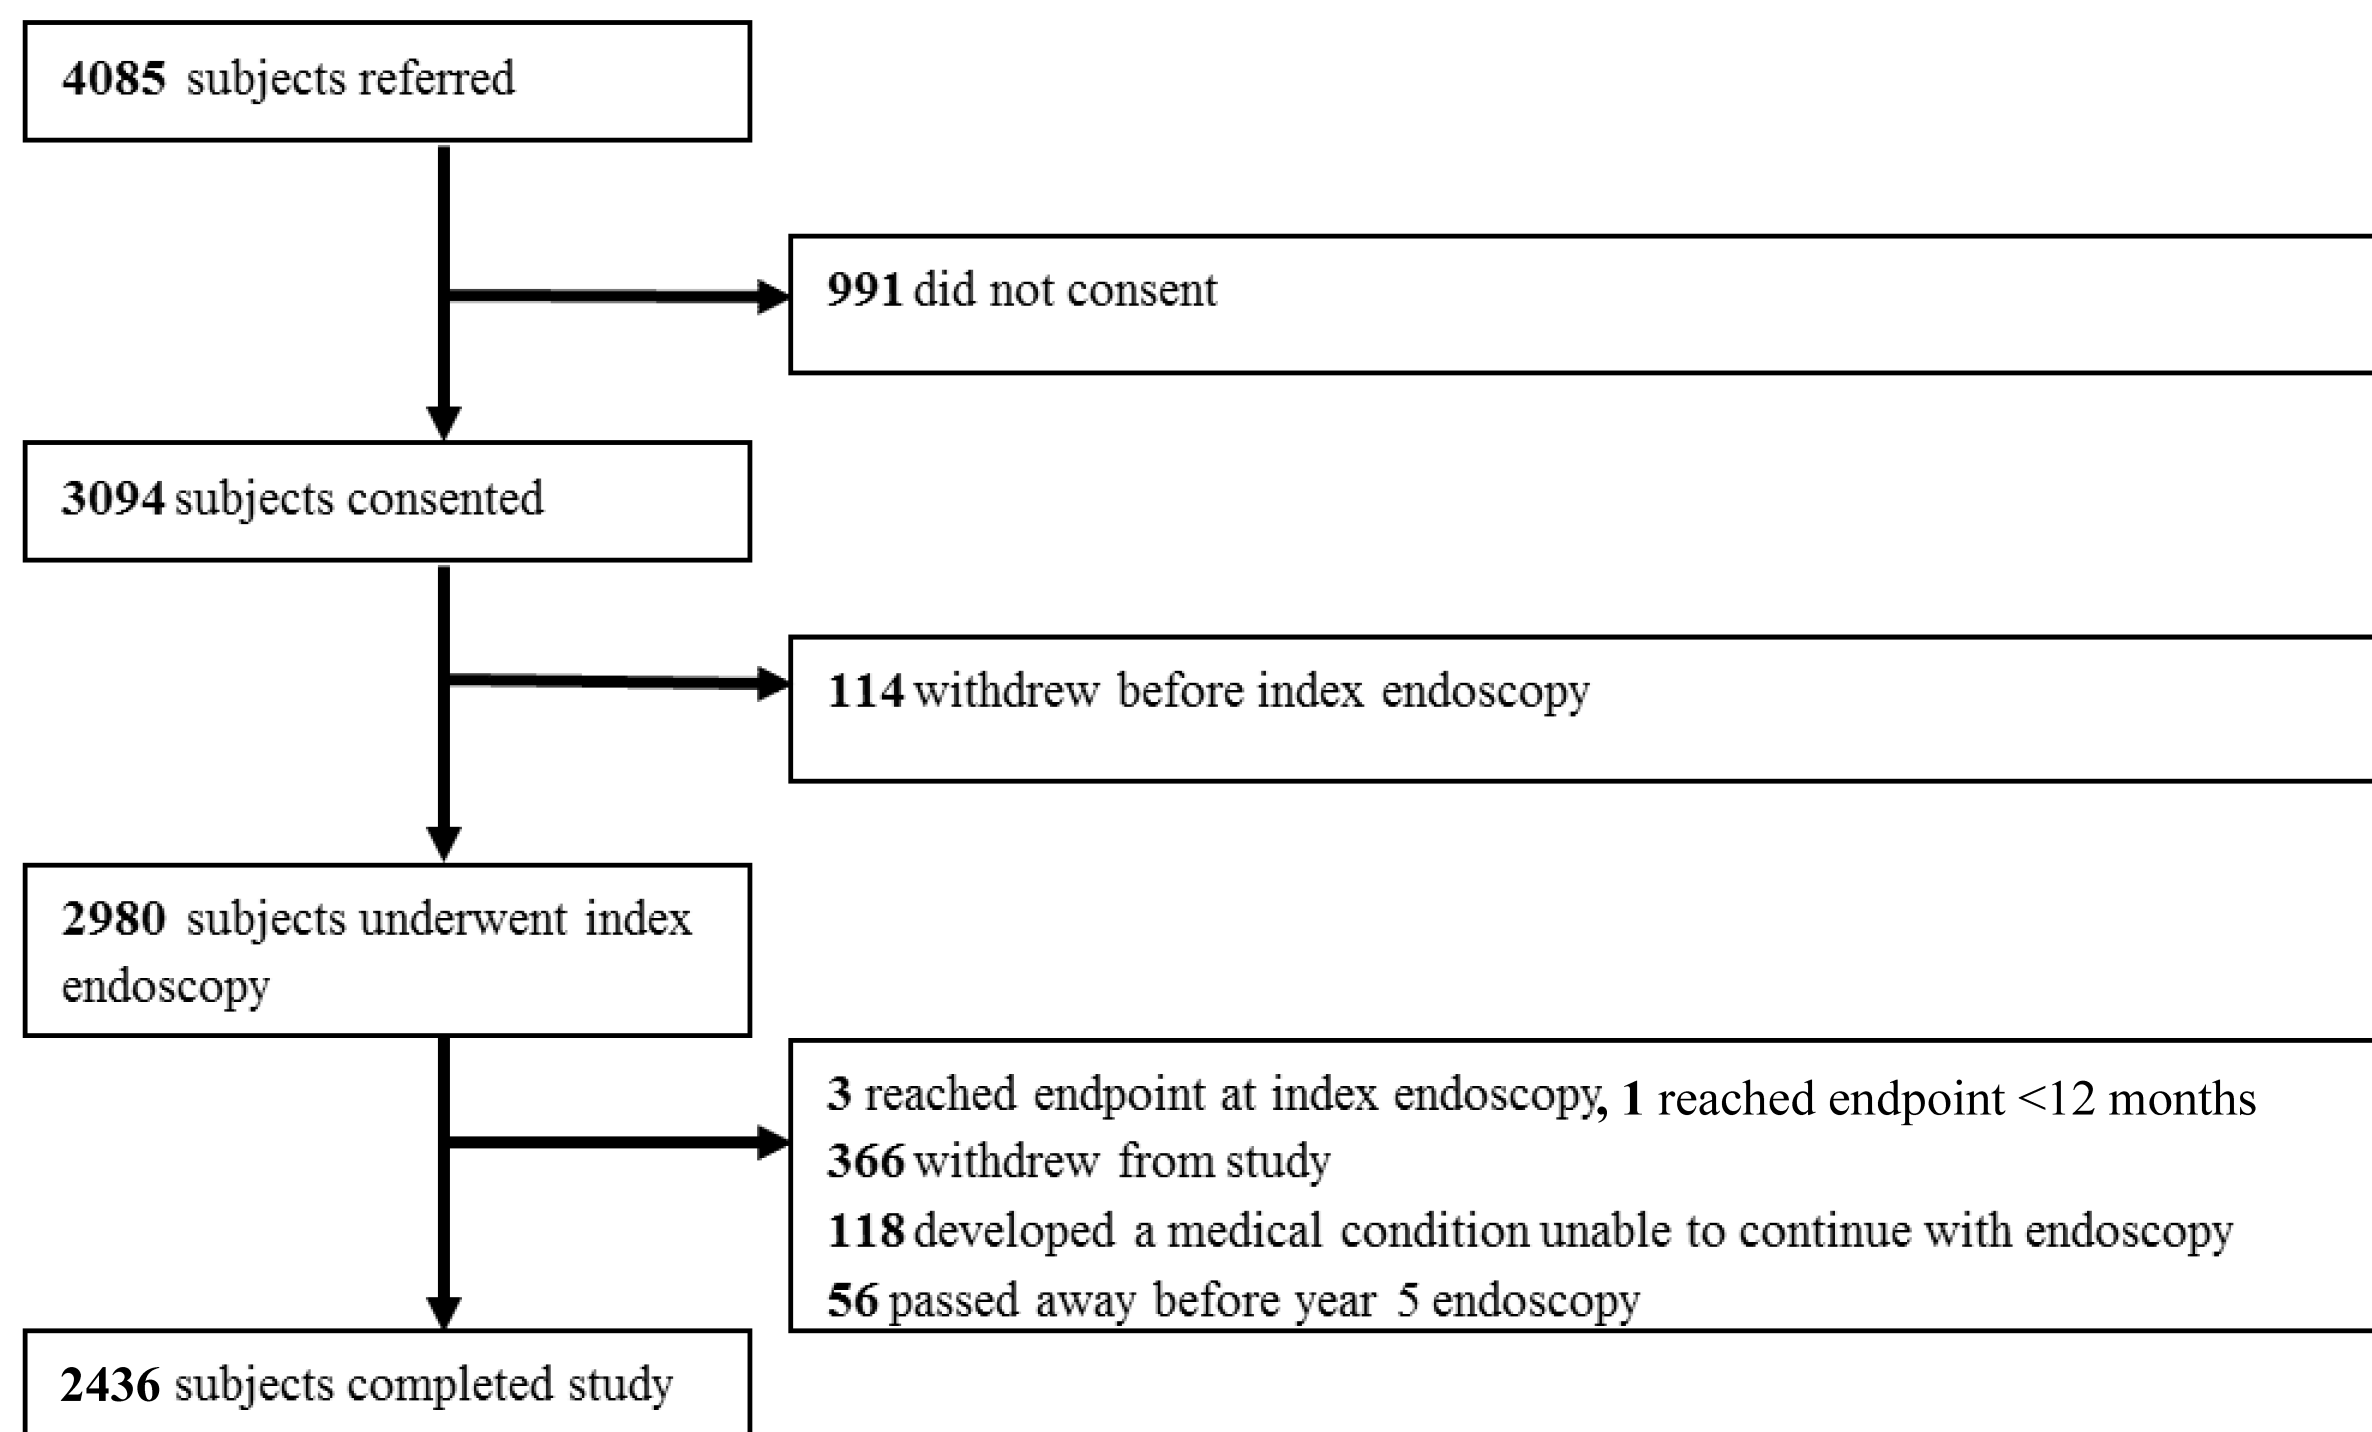 4085 subjects referred
991 did not consent
3094 subjects consented
114 withdrew before index endoscopy
2980 subjects underwent index
endoscopy
3 reached endpoint at index endoscopy, 1 reached endpoint <12 months
366 withdrew from study
118 developed a medical condition unable to continue with endoscopy
56 passed away before year 5 endoscopy
2436 subjects completed study